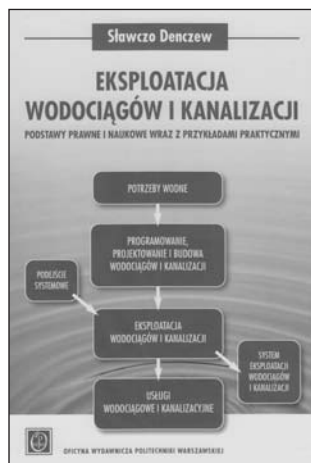 Sławczo Denczew
EKSPLOATACJA
WODOCIĄGÓW I KANALIZACJI
PODSTAWY PRAWNE I NAUKOWE WRAZ Z PRZYKŁADAMI PRAKTYCZNYMI
POTRZEBY WODNE
PROGRAMOWANIE,
PROJEKTOWANIE I BUDOWA
WODOCIĄGÓW I KANALIZACJI
PODEJŚCIE
SYSTEMOWE
EKSPLOATACJA
WODOCIĄGÓW I KANALIZACJI
SYSTEM
EKSPLOATACJI
WODOCIĄGÓW
I KANALIZACJI
USŁUGI
WODOCIĄGOWE I KANALIZACYJNE
OFICYNA WYDAWNICZA POLITECHNIKI WARSZAWSKIEJ